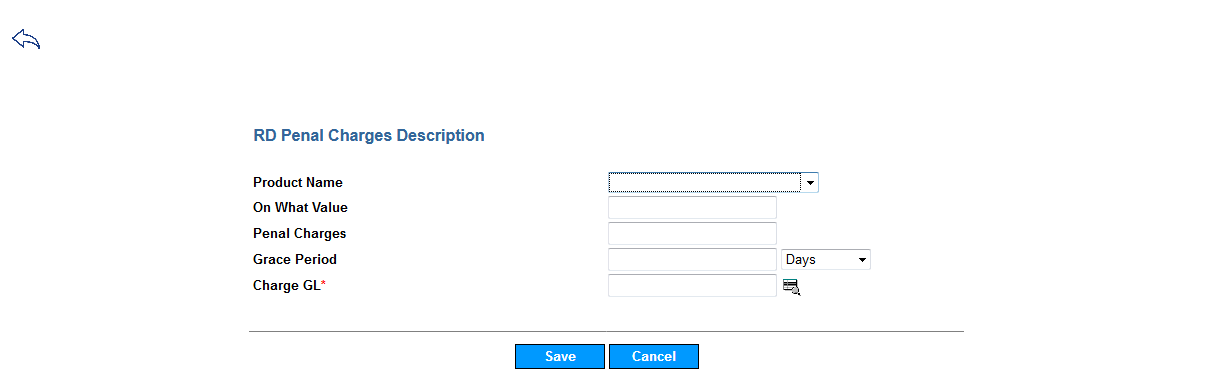 RD Penal Charges Description
Product Name
On What Value
Penal Charges
Grace Period Days
Charge GL*
Save Cancel